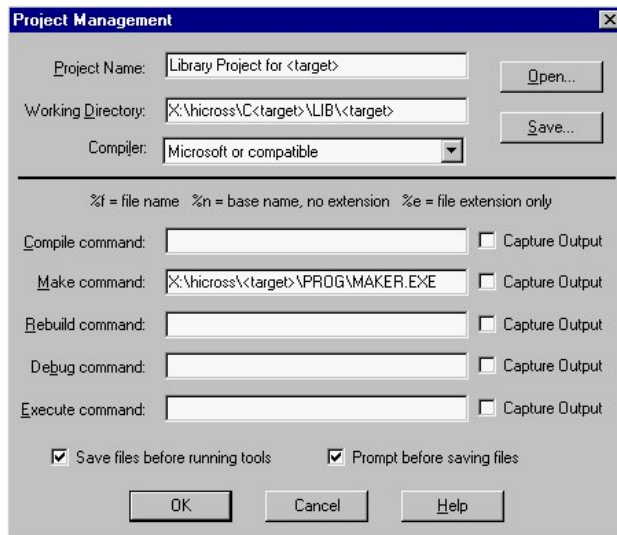 Project Management
Project Name: Library Project for <target>
Open...
Working Directory: X:\hicross\C<target>\LIB\<target>
Save...
Compiler: Microsoft or compatible
%f = file name %n = base name, no extension %e = file extension only
Compile command: Capture Output
Make command: X:\hicross\<target>\PROG\MAKER.EXE Capture Output
Rebuild command: Capture Output
Debug command: Capture Output
Execute command: Capture Output
Save files before running tools Prompt before saving files
OK Cancel Help